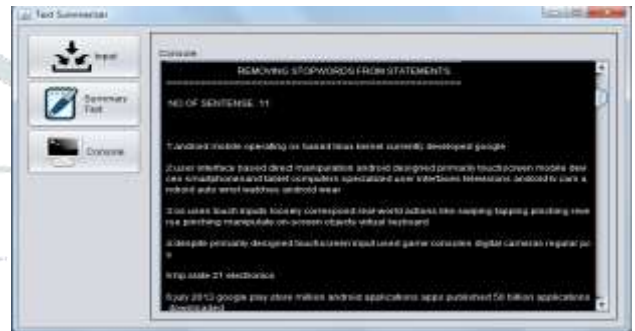 Text Summarizer
Input
Summary
Text
Console
Console
REMOVING STOPWORDS FROM STATEMENTS
NO OF SENTENSE 11
1 android mobile operating os based linux kernel currently developed google
2 user interface based direct manipulation android designed primarily touchscreen mobile devi
ces smartphones and tablet computers specialized user interfaces televisions android tv cars a
ndroid auto wrist watches android wear
3 os uses touch inputs loosely correspond real-world actions like swiping tapping pinching reve
rse pinching manipulate on-screen objects virtual keyboard
4 despite primarily designed touchscreen input used game consoles digital cameras regular pc
s
electronics
6 july 2013 google play store million android applications apps published 50 billion applications
downloaded